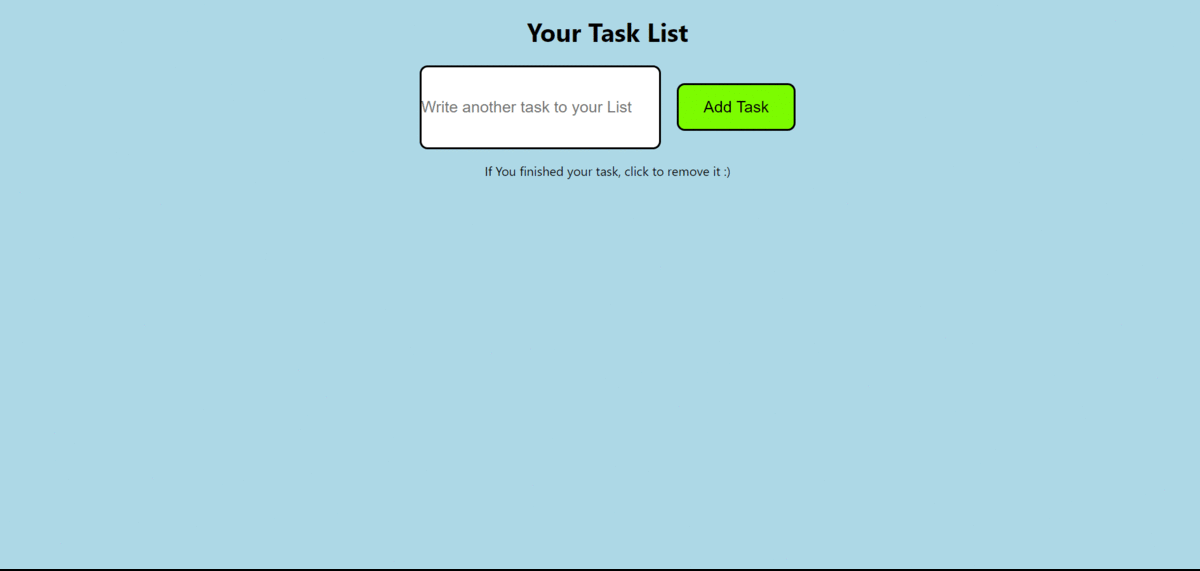 Your Task List
Write another task to your List
Add Task
If You finished your task, click to remove it :)